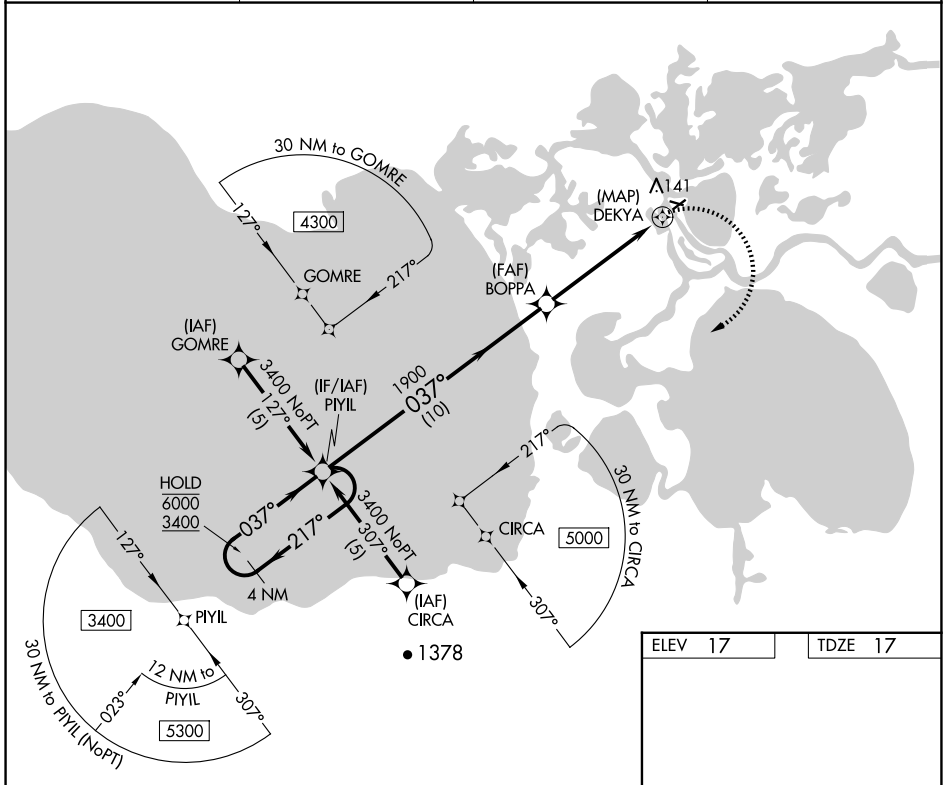 30 NM to GOMRE
4300
127°
217°
GOMRE
Λ141
(MAP)
DEKYA
(FAF)
BOPPA
(IAF)
GOMRE
3400 NoPT
127°
(5)
(IF/IAF)
PIYIL
1900
037°
(10)
HOLD
6000
3400
037°
217°
4 NM
3400 NoPT
307°
(5)
(IAF)
CIRCA
1378
217°
30 NM to CIRCA
CIRCA
5000
307°
127°
3400
PIYIL
30 NM to PIYIL (NoPT)
12 NM to
PIYIL
023°
307°
5300
ELEV 17
TDZE 17